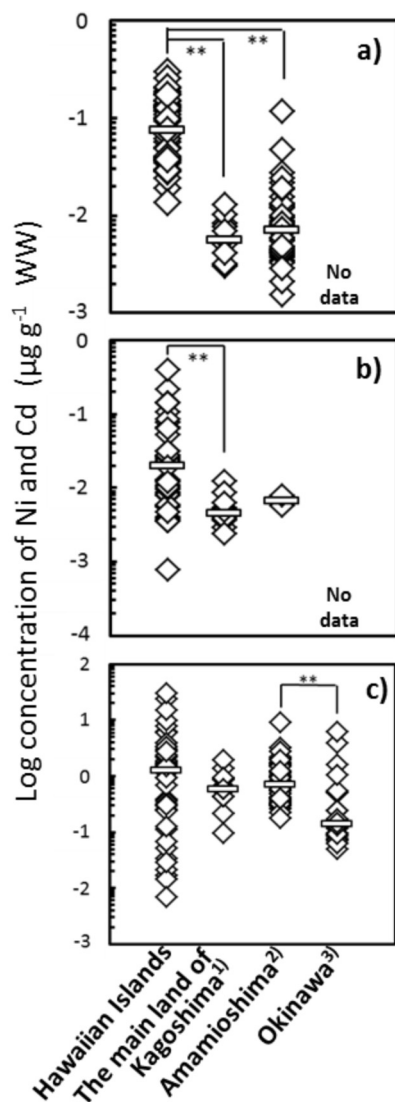 Log concentration of Ni and Cd (µg g-1 WW)
0
-1
-2
-3
**
**
a)
No
data
0
-1
-2
-3
-4
**
b)
No
data
2
1
0
-1
-2
-3
**
c)
Hawaiian Islands
The main land of
Kagoshima1)
Amamioshima2)
Okinawa3)